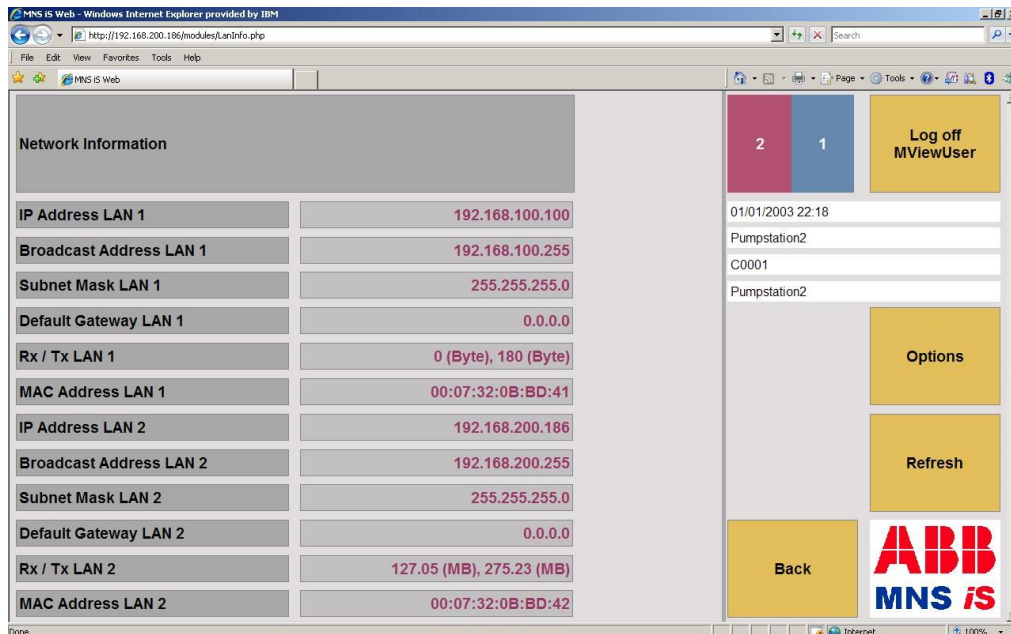 MNS iS Web - Windows Internet Explorer provided by IBM
http://192.168.200.186/modules/LanInfo.php
Search
File Edit View Favorites Tools Help
MNS iS Web
Page Tools
Network Information
2 1
Log off
MViewUser
IP Address LAN 1 192.168.100.100
01/01/2003 22:18
Broadcast Address LAN 1 192.168.100.255
Pumpstation2
C0001
Subnet Mask LAN 1 255.255.255.0
Pumpstation2
Default Gateway LAN 1 0.0.0.0
Rx / Tx LAN 1 0 (Byte), 180 (Byte)
Options
MAC Address LAN 1 00:07:32:0B:BD:41
IP Address LAN 2 192.168.200.186
Broadcast Address LAN 2 192.168.200.255
Refresh
Subnet Mask LAN 2 255.255.255.0
Default Gateway LAN 2 0.0.0.0
Rx / Tx LAN 2 127.05 (MB), 275.23 (MB)
Back
ABB
MNS iS
MAC Address LAN 2 00:07:32:0B:BD:42
Done
Internet
100%